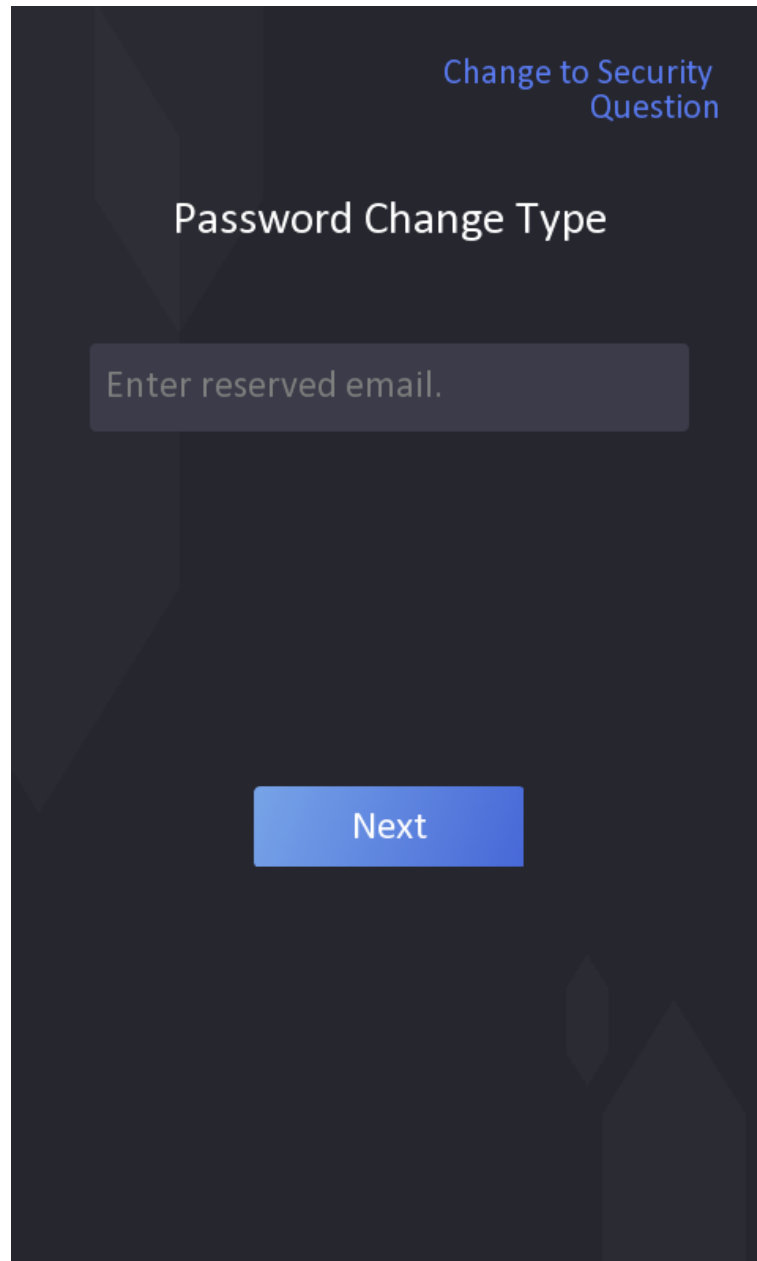 Change to Security
Question
Password Change Type
Enter reserved email.
Next